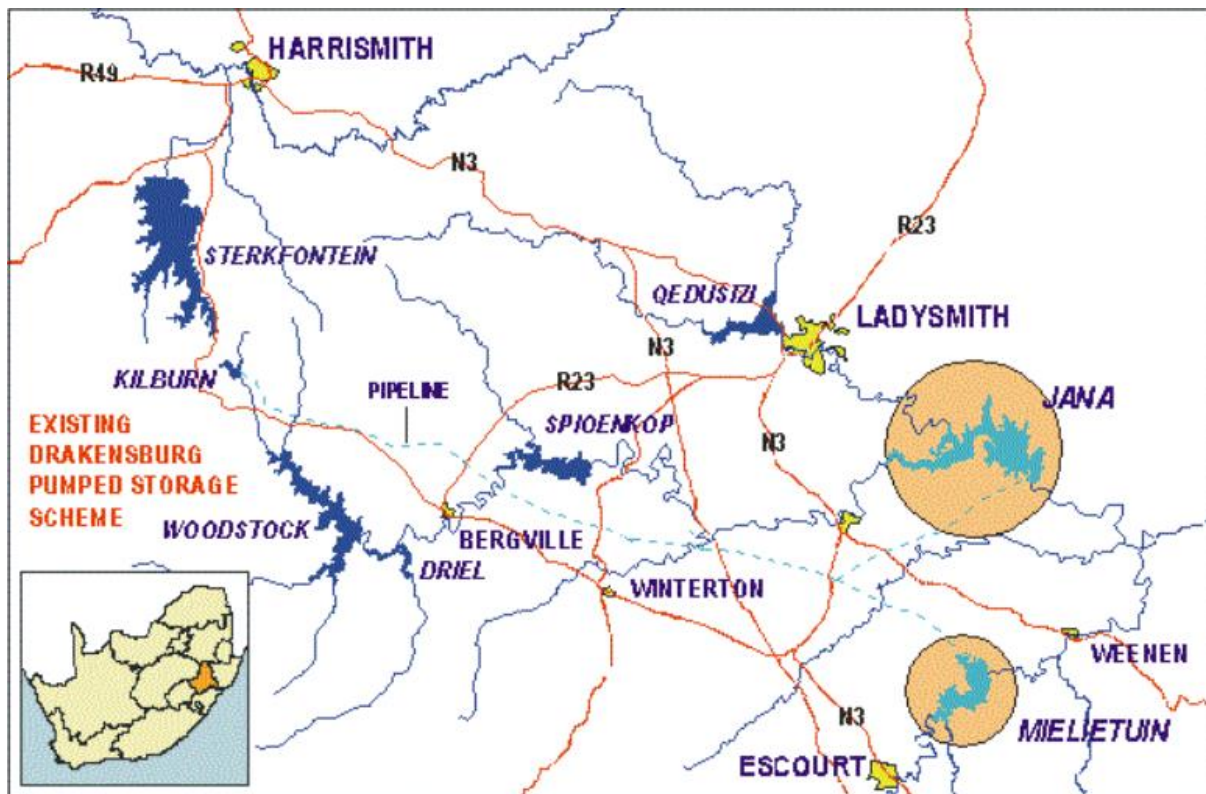 HARRISMITH
R49
N3
STERKFONTEIN
R23
QEDUSIZI
LADYSMITH
N3
KILBURN
PIPELINE
R23
JANA
SPIOENKOP
EXISTING
DRAKENSBURG
PUMPED STORAGE
SCHEME
N3
WOODSTOCK
BERGVILLE
DRIEL
WINTERTON
WEENEN
N3
MIELIETUIN
ESCOURT